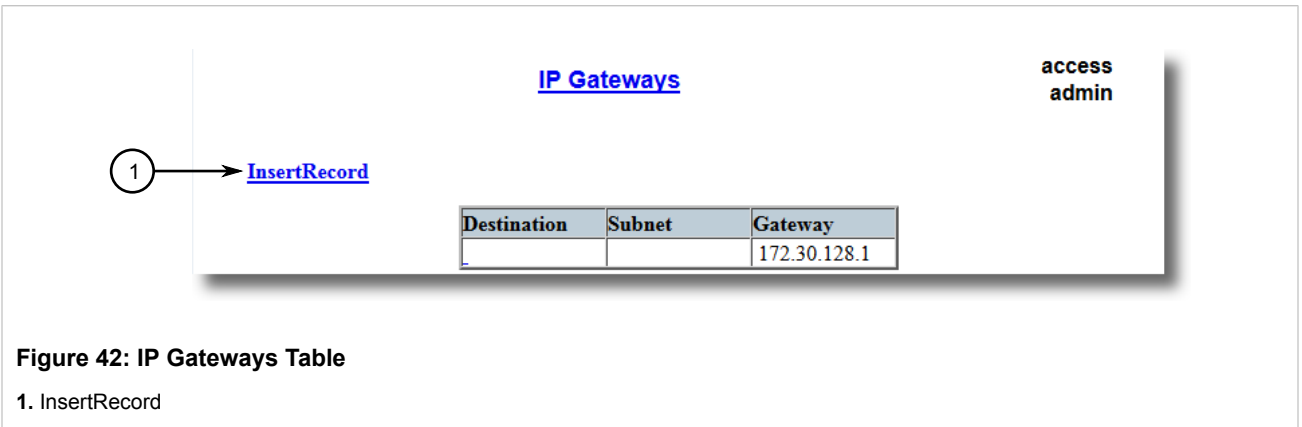 IP Gateways
access
admin
1
InsertRecord
Destination Subnet Gateway
172.30.128.1
Figure 42: IP Gateways Table
1. InsertRecord